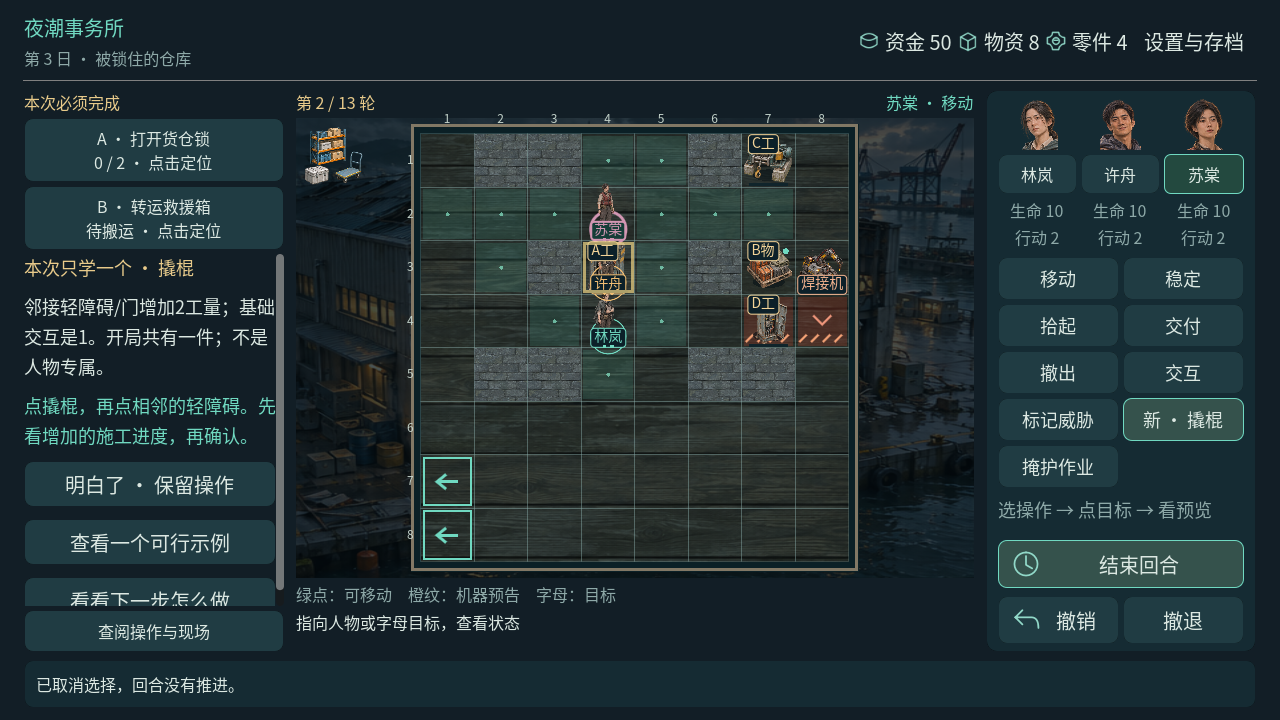 夜潮事务所
第 3 日 · 被锁住的仓库
资金 50 物资 8 零件 4 设置与存档
本次必须完成
A · 打开货仓锁
0 / 2 · 点击定位
B · 转运救援箱
待搬运 · 点击定位
本次只学一个 · 撬棍
邻接轻障碍/门增加2工量；基础
交互是1。开局共有一件；不是
人物专属。
点撬棍，再点相邻的轻障碍。先
看增加的施工进度，再确认。
明白了 · 保留操作
查看一个可行示例
看看下一步怎么做
查阅操作与现场
第 2 / 13 轮
苏棠 · 移动
1 2 3 4 5 6 7 8
1
2
3
4
5
6
7
8
C工
苏棠
A工
许舟
B物
焊接机
D工
林岚
绿点：可移动 橙纹：机器预告 字母：目标
指向人物或字母目标，查看状态
林岚 许舟 苏棠
生命 10 生命 10 生命 10
行动 2 行动 2 行动 2
移动 稳定
拾起 交付
撤出 交互
标记威胁 新 · 撬棍
掩护作业
选操作 → 点目标 → 看预览
结束回合
撤销 撤退
已取消选择，回合没有推进。